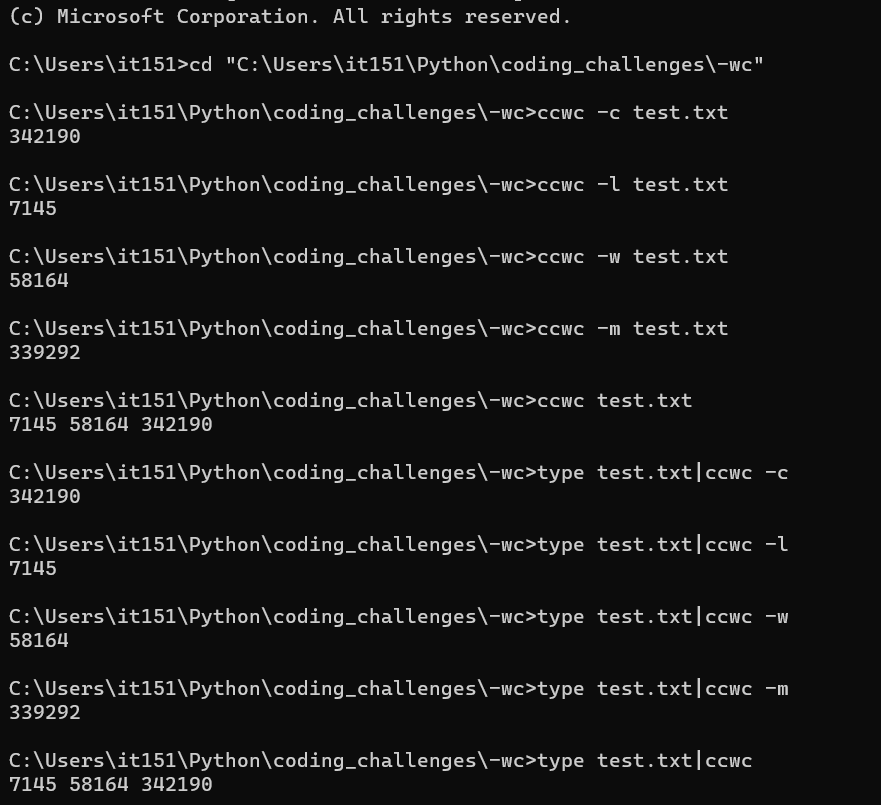 (c) Microsoft Corporation. All rights reserved.
C:\Users\it151>cd "C:\Users\it151\Python\coding_challenges\-wc"
C:\Users\it151\Python\coding_challenges\-wc>ccwc -c test.txt
342190
C:\Users\it151\Python\coding_challenges\-wc>ccwc -l test.txt
7145
C:\Users\it151\Python\coding_challenges\-wc>ccwc -w test.txt
58164
C:\Users\it151\Python\coding_challenges\-wc>ccwc -m test.txt
339292
C:\Users\it151\Python\coding_challenges\-wc>ccwc test.txt
7145 58164 342190
C:\Users\it151\Python\coding_challenges\-wc>type test.txt|ccwc -c
342190
C:\Users\it151\Python\coding_challenges\-wc>type test.txt|ccwc -l
7145
C:\Users\it151\Python\coding_challenges\-wc>type test.txt|ccwc -w
58164
C:\Users\it151\Python\coding_challenges\-wc>type test.txt|ccwc -m
339292
C:\Users\it151\Python\coding_challenges\-wc>type test.txt|ccwc
7145 58164 342190